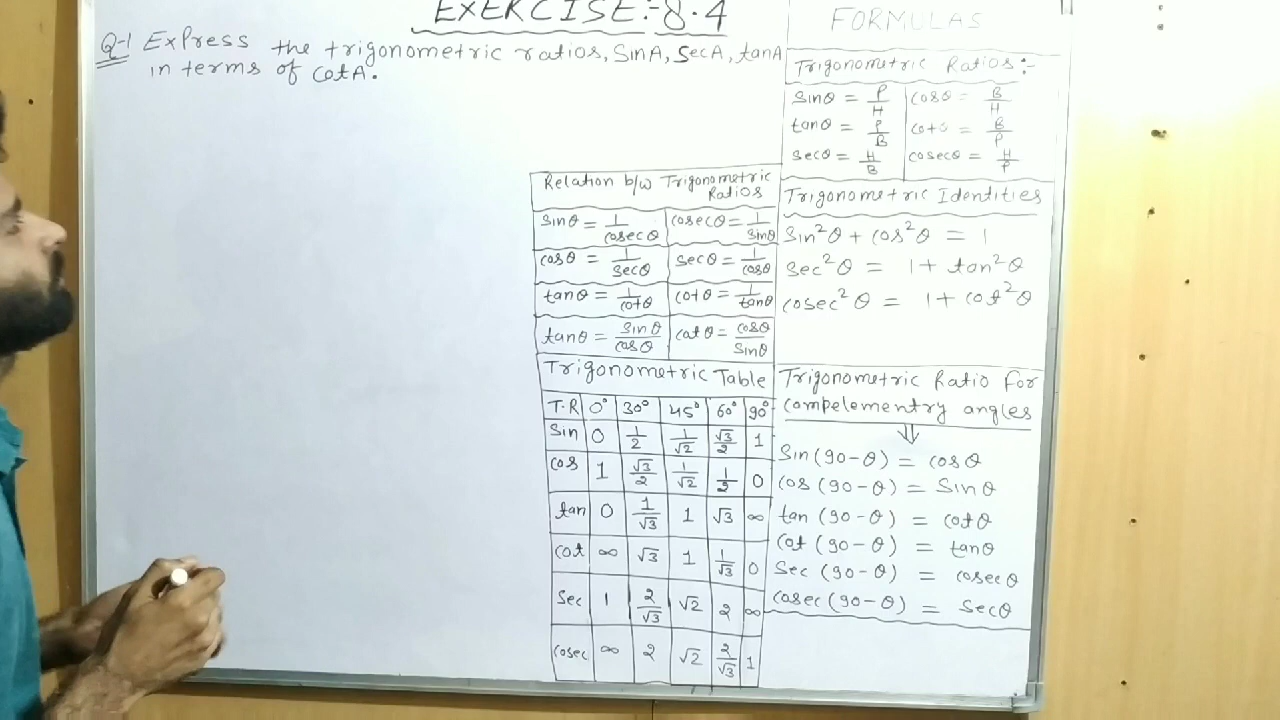 EXERCISE:-8.4
Q-1 Express the trigonometric ratios, SinA, SecA, tanA
in terms of CotA.
FORMULAS
Trigonometric Ratios:-
Sinθ = P/H cosθ = B/H
tanθ = P/B cotθ = B/P
secθ = H/B cosecθ = H/P
Relation b/w Trigonometric
Ratios
Sinθ = 1/cosecθ cosecθ = 1/sinθ
cosθ = 1/secθ secθ = 1/cosθ
tanθ = 1/cotθ cotθ = 1/tanθ
tanθ = sinθ/cosθ cotθ = cosθ/sinθ
Trigonometric Identities
Sin²θ + cos²θ = 1
Sec²θ = 1 + tan²θ
cosec²θ = 1 + cot²θ
Trigonometric Table
T.R 0° 30° 45° 60° 90°
Sin 0 1/2 1/√2 √3/2 1
Cos 1 √3/2 1/√2 1/2 0
tan 0 1/√3 1 √3 ∞
Cot ∞ √3 1 1/√3 0
Sec 1 2/√3 √2 2 ∞
Cosec ∞ 2 √2 2/√3 1
Trigonometric Ratio for
Compelementry angles
⇓
Sin (90-θ) = cosθ
Cos (90-θ) = Sinθ
tan (90-θ) = cotθ
Cot (90-θ) = tanθ
Sec (90-θ) = cosecθ
Cosec (90-θ) = Secθ